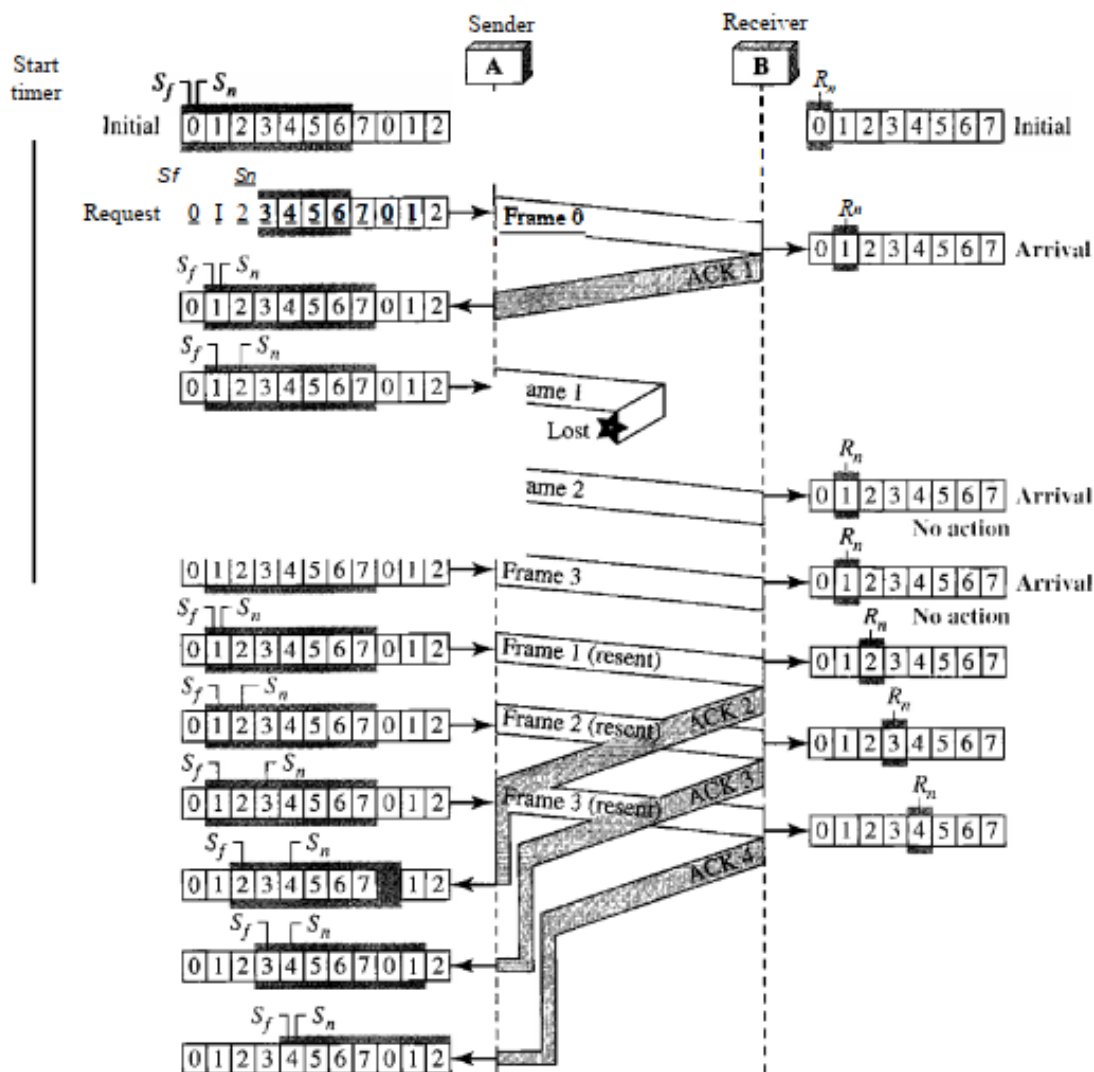 Sender
Receiver
Start
timer
A
B
Sf Sn
Rn
Initial 0 1 2 3 4 5 6 7 0 1 2
0 1 2 3 4 5 6 7 Initial
Sf Sn
Request 0 I 2 3 4 5 6 7 0 1 2
Frame 0
Rn
0 1 2 3 4 5 6 7 Arrival
ACK 1
Sf Sn
0 1 2 3 4 5 6 7 0 1 2
Sf Sn
0 1 2 3 4 5 6 7 0 1 2
ame 1
Lost
Rn
ame 2
0 1 2 3 4 5 6 7 Arrival
No action
Rn
0 1 2 3 4 5 6 7 0 1 2
Frame 3
0 1 2 3 4 5 6 7 Arrival
No action
Sf Sn
Rn
0 1 2 3 4 5 6 7 0 1 2
Frame 1 (resent)
0 1 2 3 4 5 6 7
ACK 2
Sf Sn
Rn
0 1 2 3 4 5 6 7 0 1 2
Frame 2 (resent)
0 1 2 3 4 5 6 7
ACK 3
Sf Sn
Rn
0 1 2 3 4 5 6 7 0 1 2
Frame 3 (resent)
0 1 2 3 4 5 6 7
ACK 4
Sf Sn
0 1 2 3 4 5 6 7 1 2
Sf Sn
0 1 2 3 4 5 6 7 0 1 2
Sf Sn
0 1 2 3 4 5 6 7 0 1 2